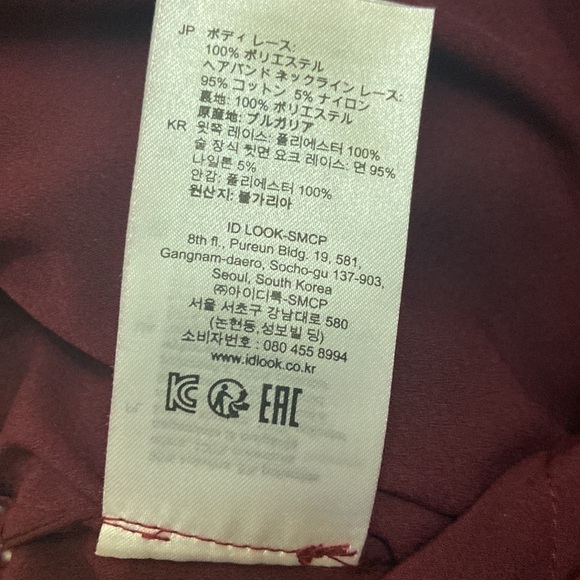 JP ボディ レース:
100% ポリエステル
ヘアバンド ネックライン レース:
95% コットン 5% ナイロン
裏地: 100% ポリエステル
原産地: ブルガリア
KR 윗쪽 레이스: 폴리에스터 100%
술 장식 뒷면 요크 레이스: 면 95%
나일론 5%
안감: 폴리에스터 100%
원산지: 불가리아
ID LOOK-SMCP
8th fl., Pureun Bldg. 19, 581,
Gangnam-daero, Socho-gu 137-903,
Seoul, South Korea
㈜아이디룩-SMCP
서울 서초구 강남대로 580
(논현동,성보빌 딩)
소비자번호 : 080 455 8994
www.idlook.co.kr
KC EAC